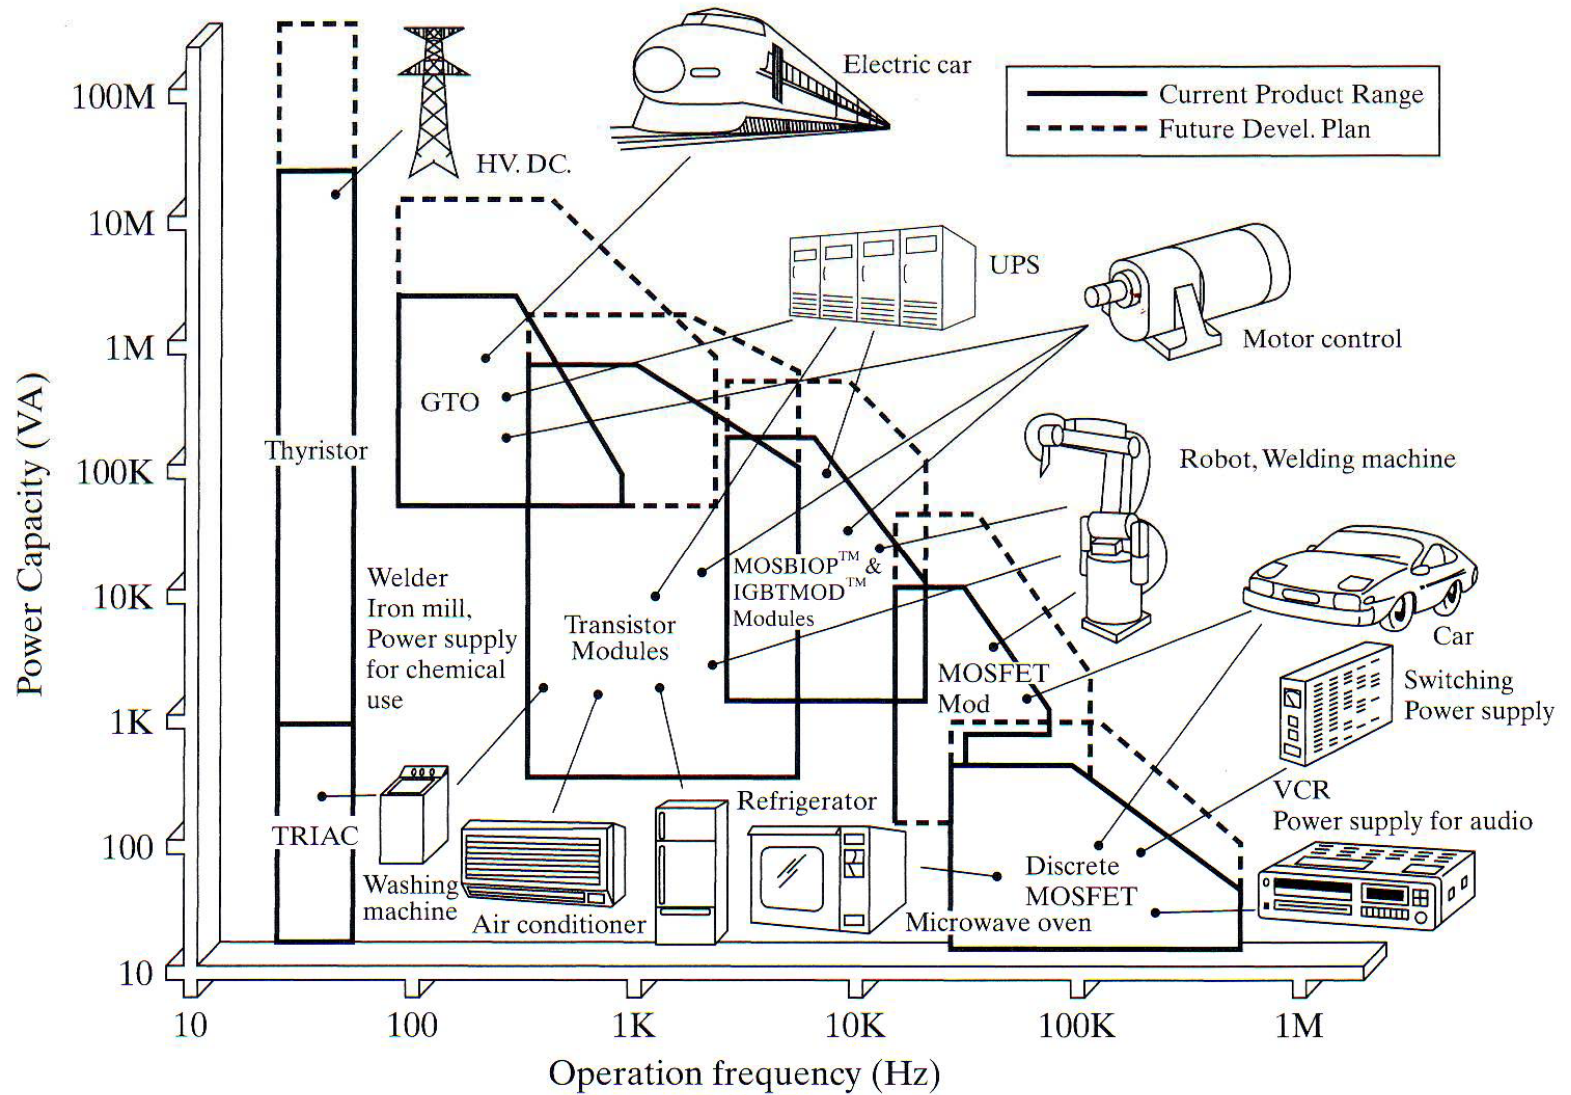 Electric car
Current Product Range
Future Devel. Plan
100M
HV. DC.
10M
UPS
1M
Motor control
Power Capacity (VA)
GTO
Thyristor
100K
Robot, Welding machine
MOSBIOP™ &
IGBTMOD™
Modules
10K
Welder
Iron mill,
Power supply
for chemical
use
Transistor
Modules
Car
MOSFET
Mod
Switching
Power supply
1K
VCR
Power supply for audio
Refrigerator
TRIAC
100
Discrete
MOSFET
Washing
machine
Air conditioner
Microwave oven
10
10
100
1K
10K
100K
1M
Operation frequency (Hz)